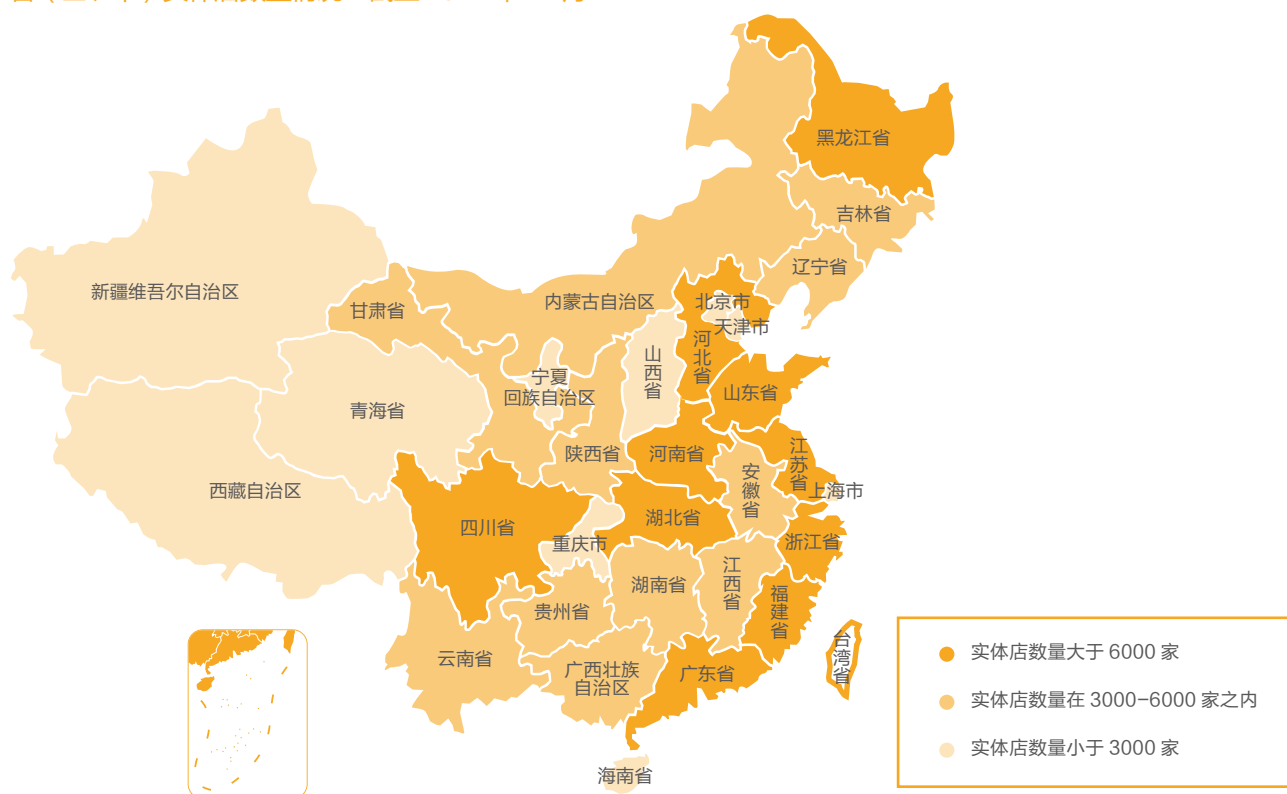 黑龙江省
吉林省
辽宁省
新疆维吾尔自治区
甘肃省
内蒙古自治区
北京市
天津市
河北省
山西省
宁夏
回族自治区
山东省
青海省
陕西省
河南省
江苏省
安徽省
上海市
西藏自治区
四川省
湖北省
重庆市
浙江省
江西省
湖南省
福建省
贵州省
云南省
广西壮族
自治区
广东省
台湾省
海南省
实体店数量大于 6000 家
实体店数量在 3000–6000 家之内
实体店数量小于 3000 家